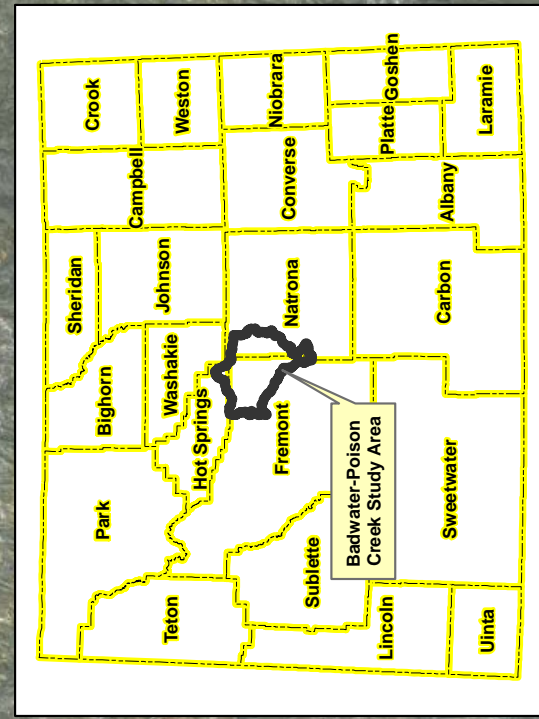 Park
Bighorn
Sheridan
Campbell
Crook
Johnson
Weston
Washakie
Hot Springs
Teton
Fremont
Natrona
Converse
Niobrara
Sublette
Badwater-Poison
Creek Study Area
Platte
Goshen
Lincoln
Sweetwater
Carbon
Albany
Laramie
Uinta